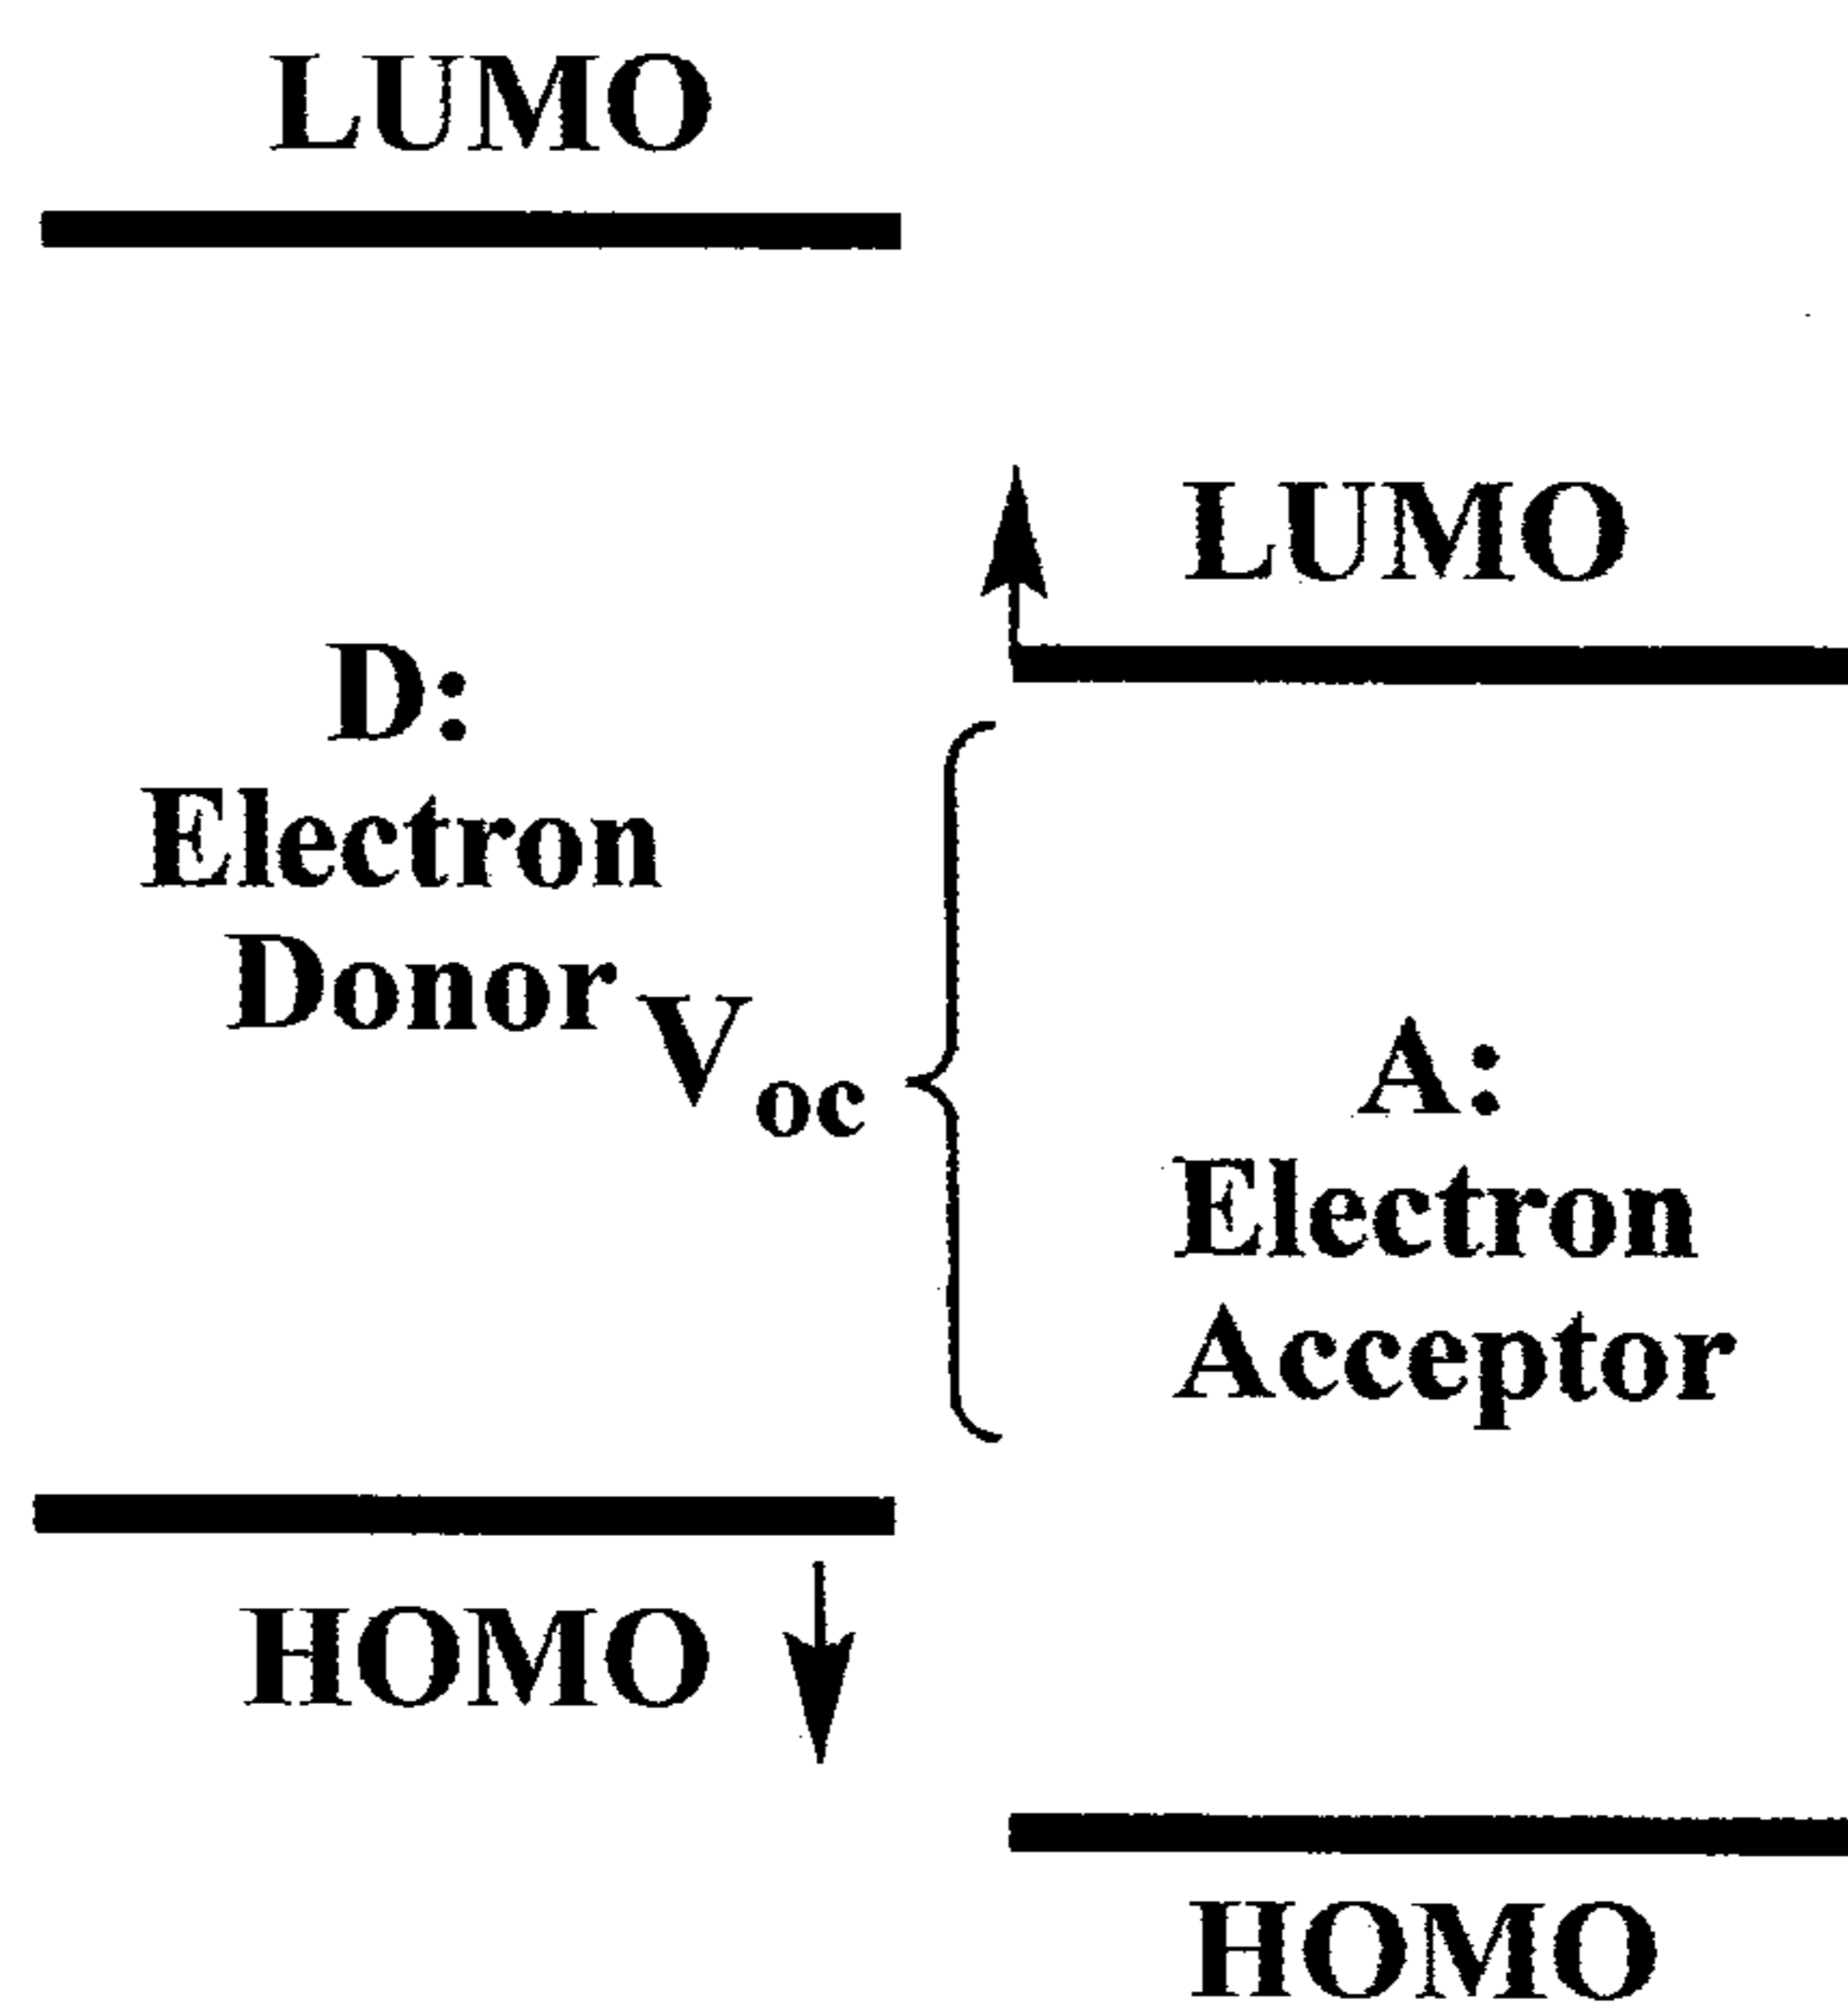 LUMO
LUMO
D:
Electron
Donor
Voc
A:
Electron
Acceptor
HOMO
HOMO